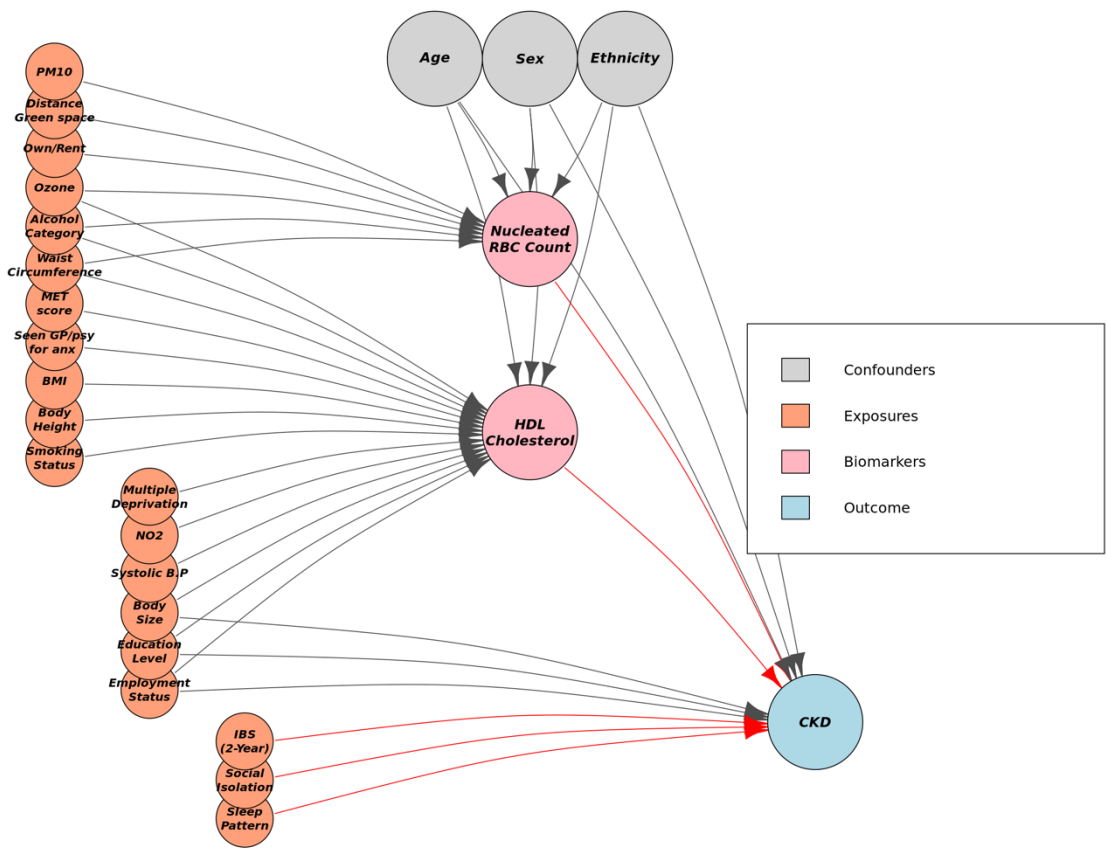 Age
Sex
Ethnicity
PM10
Distance
Green space
Own/Rent
Ozone
Alcohol
Category
Waist
Circumference
MET
score
Seen GP/psy
for anx
BMI
Body
Height
Smoking
Status
Nucleated
RBC Count
HDL
Cholesterol
Multiple
Deprivation
NO2
Systolic B.P
Body
Size
Education
Level
Employment
Status
IBS
(2-Year)
Social
Isolation
Sleep
Pattern
CKD
Confounders
Exposures
Biomarkers
Outcome